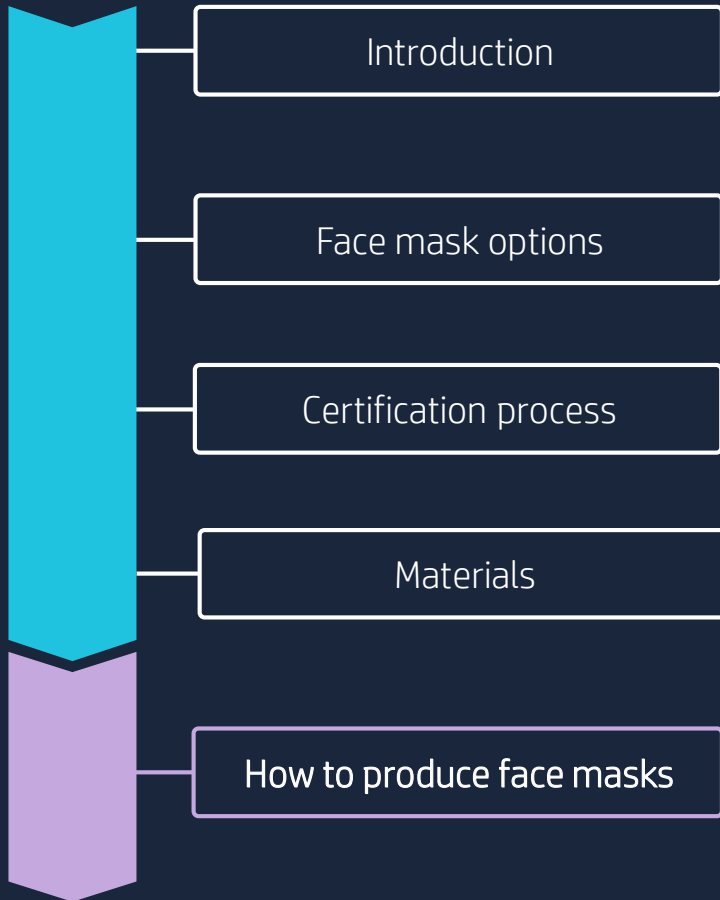 Introduction
Face mask options
Certification process
Materials
How to produce face masks